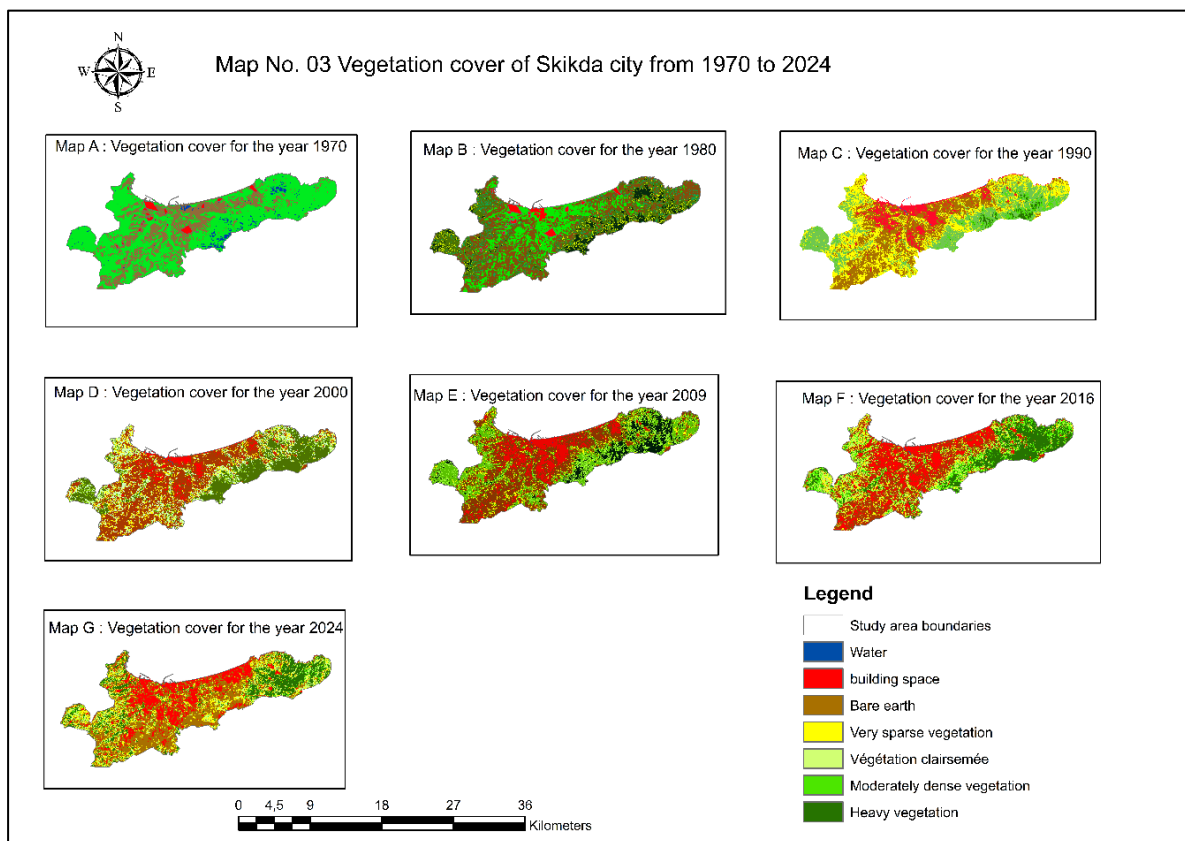 N
W E
S
Map No. 03 Vegetation cover of Skikda city from 1970 to 2024
Map A : Vegetation cover for the year 1970
Map B : Vegetation cover for the year 1980
Map C : Vegetation cover for the year 1990
Map D : Vegetation cover for the year 2000
Map E : Vegetation cover for the year 2009
Map F : Vegetation cover for the year 2016
Map G : Vegetation cover for the year 2024
Legend
Study area boundaries
Water
building space
Bare earth
Very sparse vegetation
Végétation clairsemée
Moderately dense vegetation
Heavy vegetation
0 4,5 9 18 27 36
Kilometers